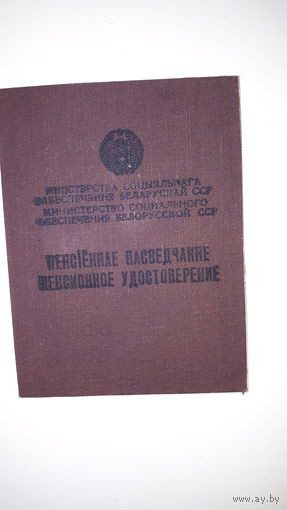 МІНІСТЭРСТВА САЦЫЯЛЬНАГА
ЗАБЕСПЯЧЭННЯ БЕЛАРУСКАЙ ССР
МИНИСТЕРСТВО СОЦИАЛЬНОГО
ОБЕСПЕЧЕНИЯ БЕЛОРУССКОЙ ССР
ПЕНСІЁННАЕ ПАСВЕДЧАННЕ
ПЕНСИОННОЕ УДОСТОВЕРЕНИЕ
www.ay.by